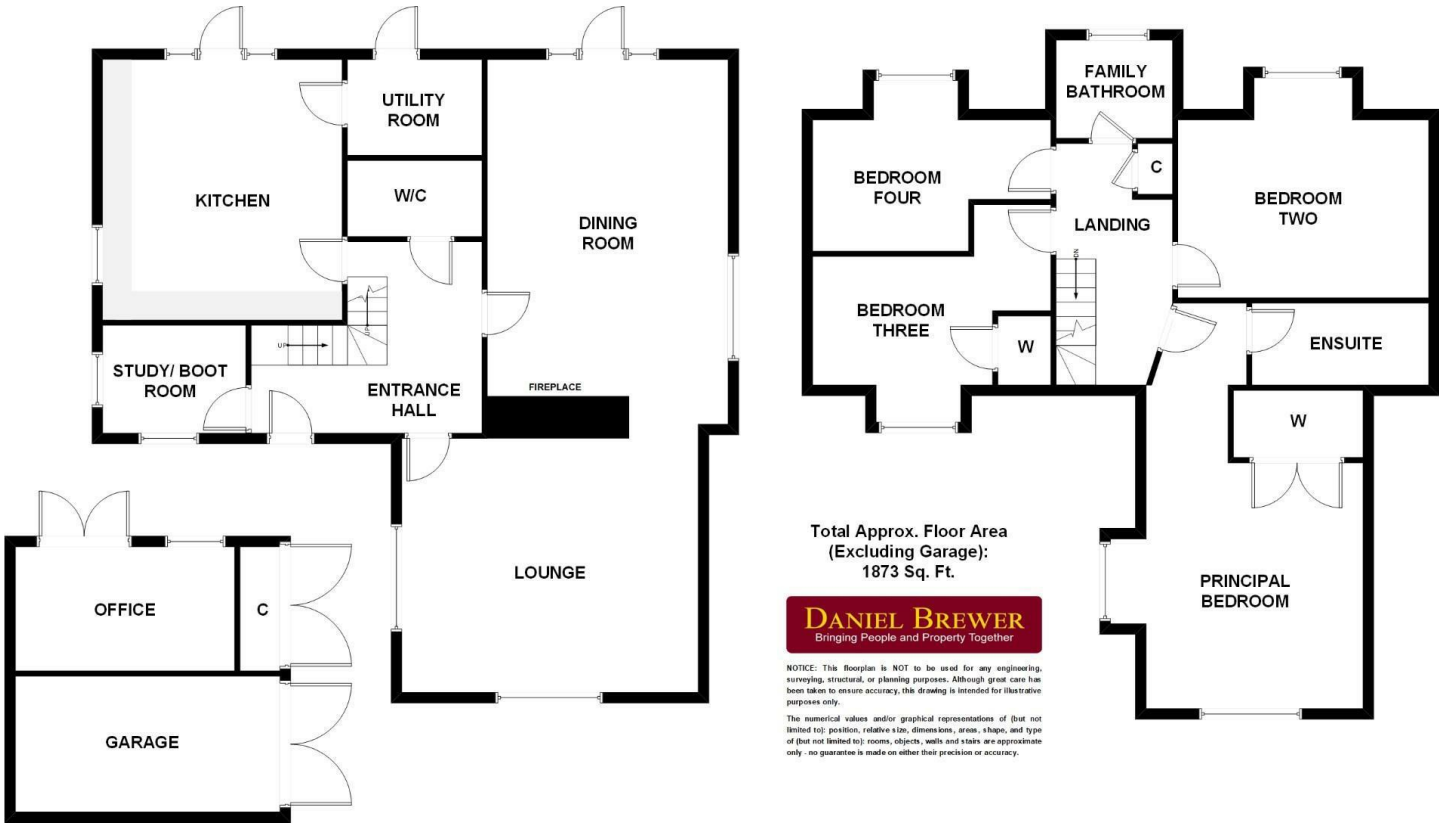 KITCHEN
UTILITY
ROOM
W/C
DINING
ROOM
UP
UP
STUDY/ BOOT
ROOM
ENTRANCE
HALL
FIREPLACE
LOUNGE
OFFICE
C
GARAGE
FAMILY
BATHROOM
BEDROOM
FOUR
C
BEDROOM
TWO
LANDING
DN
BEDROOM
THREE
W
ENSUITE
W
PRINCIPAL
BEDROOM
Total Approx. Floor Area
(Excluding Garage):
1873 Sq. Ft.
DANIEL BREWER
Bringing People and Property Together
NOTICE: This floorplan is NOT to be used for any engineering,
surveying, structural, or planning purposes. Although great care has
been taken to ensure accuracy, this drawing is intended for illustrative
purposes only.
The numerical values and/or graphical representations of (but not
limited to): position, relative size, dimensions, areas, shape, and type
of (but not limited to): rooms, objects, walls and stairs are approximate
only - no guarantee is made on either their precision or accuracy.